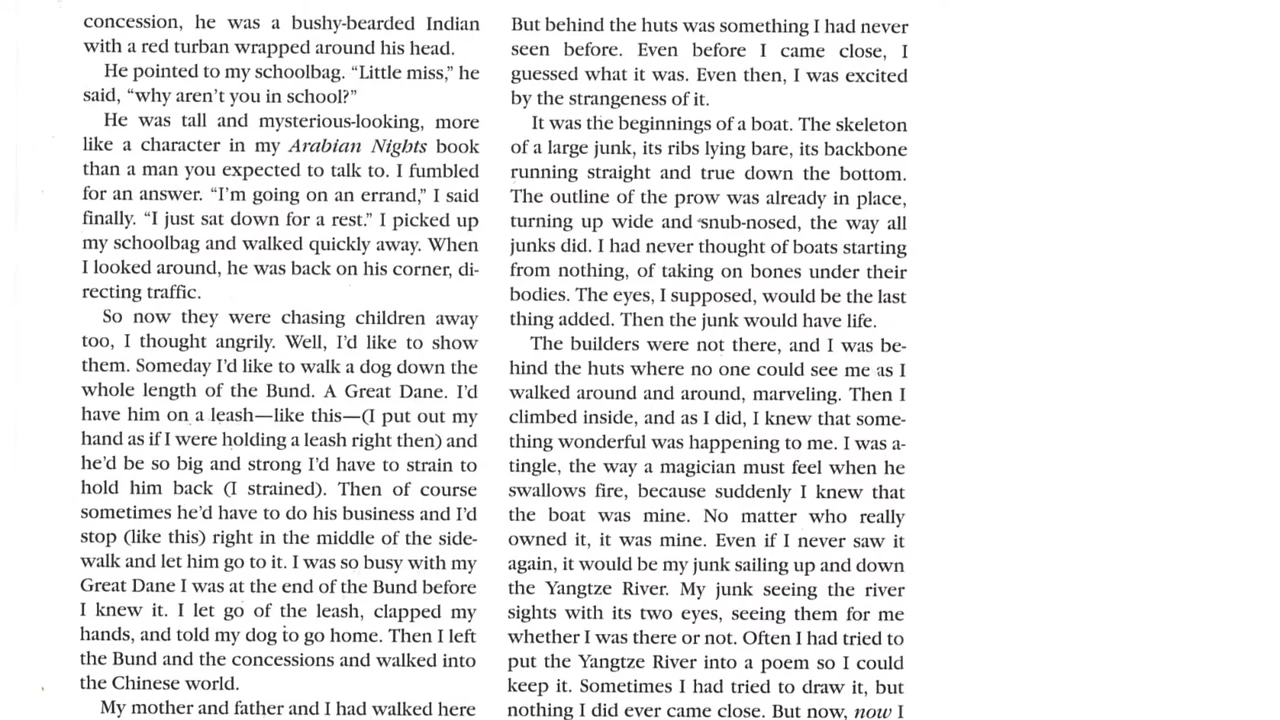 concession, he was a bushy-bearded Indian
with a red turban wrapped around his head.
He pointed to my schoolbag. “Little miss,” he
said, “why aren’t you in school?”
He was tall and mysterious-looking, more
like a character in my Arabian Nights book
than a man you expected to talk to. I fumbled
for an answer. “I’m going on an errand,” I said
finally. “I just sat down for a rest.” I picked up
my schoolbag and walked quickly away. When
I looked around, he was back on his corner, di-
recting traffic.
So now they were chasing children away
too, I thought angrily. Well, I’d like to show
them. Someday I’d like to walk a dog down the
whole length of the Bund. A Great Dane. I’d
have him on a leash—like this—(I put out my
hand as if I were holding a leash right then) and
he’d be so big and strong I’d have to strain to
hold him back (I strained). Then of course
sometimes he’d have to do his business and I’d
stop (like this) right in the middle of the side-
walk and let him go to it. I was so busy with my
Great Dane I was at the end of the Bund before
I knew it. I let go of the leash, clapped my
hands, and told my dog to go home. Then I left
the Bund and the concessions and walked into
the Chinese world.
My mother and father and I had walked here
But behind the huts was something I had never
seen before. Even before I came close, I
guessed what it was. Even then, I was excited
by the strangeness of it.
It was the beginnings of a boat. The skeleton
of a large junk, its ribs lying bare, its backbone
running straight and true down the bottom.
The outline of the prow was already in place,
turning up wide and snub-nosed, the way all
junks did. I had never thought of boats starting
from nothing, of taking on bones under their
bodies. The eyes, I supposed, would be the last
thing added. Then the junk would have life.
The builders were not there, and I was be-
hind the huts where no one could see me as I
walked around and around, marveling. Then I
climbed inside, and as I did, I knew that some-
thing wonderful was happening to me. I was a-
tingle, the way a magician must feel when he
swallows fire, because suddenly I knew that
the boat was mine. No matter who really
owned it, it was mine. Even if I never saw it
again, it would be my junk sailing up and down
the Yangtze River. My junk seeing the river
sights with its two eyes, seeing them for me
whether I was there or not. Often I had tried to
put the Yangtze River into a poem so I could
keep it. Sometimes I had tried to draw it, but
nothing I did ever came close. But now, now I